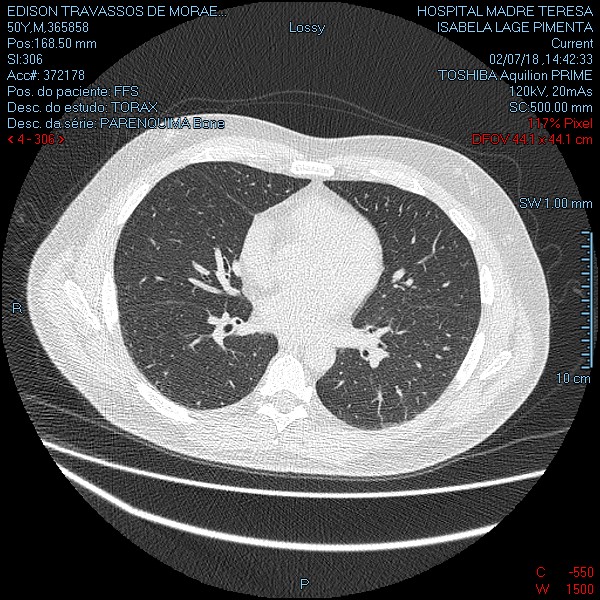 EDISON TRAVASSOS DE MORAE...
50Y,M,365858
Pos:168.50 mm
SI:306
Acc#: 372178
Pos. do paciente: FFS
Desc. do estudo: TORAX
Desc. da série: PARENQUIMA Bone
< 4 - 306 >
Lossy
HOSPITAL MADRE TERESA
ISABELA LAGE PIMENTA
Current
02/07/18 ,14:42:33
TOSHIBA Aquilion PRIME
120kV, 20mAs
SC:500.00 mm
117% Pixel
DFOV 44.1 x 44.1 cm
SW:1.00 mm
R
10 cm
P
C -550
W 1500